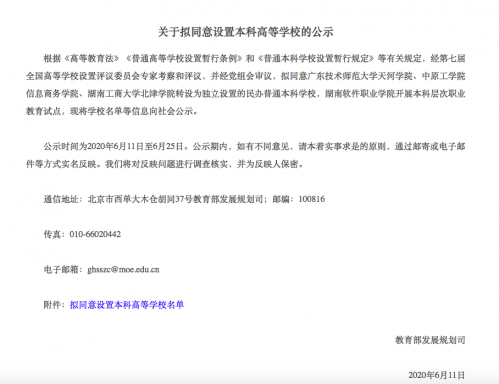 关于拟同意设置本科高等学校的公示
根据《高等教育法》《普通高等学校设置暂行条例》和《普通本科学校设置暂行规定》等有关规定，经第七届
全国高等学校设置评议委员会专家考察和评议，并经党组会审议，拟同意广东技术师范大学天河学院、中原工学院
信息商务学院、湖南工商大学北津学院转设为独立设置的民办普通本科学校，湖南软件职业学院开展本科层次职业
教育试点，现将学校名单等信息向社会公示。
公示时间为2020年6月11日至6月25日。公示期内，如有不同意见，请本着实事求是的原则，通过邮寄或电子邮
件等方式实名反映。我们将对反映问题进行调查核实，并为反映人保密。
通信地址：北京市西单大木仓胡同37号教育部发展规划司；邮编：100816
传真：010-66020442
电子邮箱：ghsszc@moe.edu.cn
附件：拟同意设置本科高等学校名单
教育部发展规划司
2020年6月11日